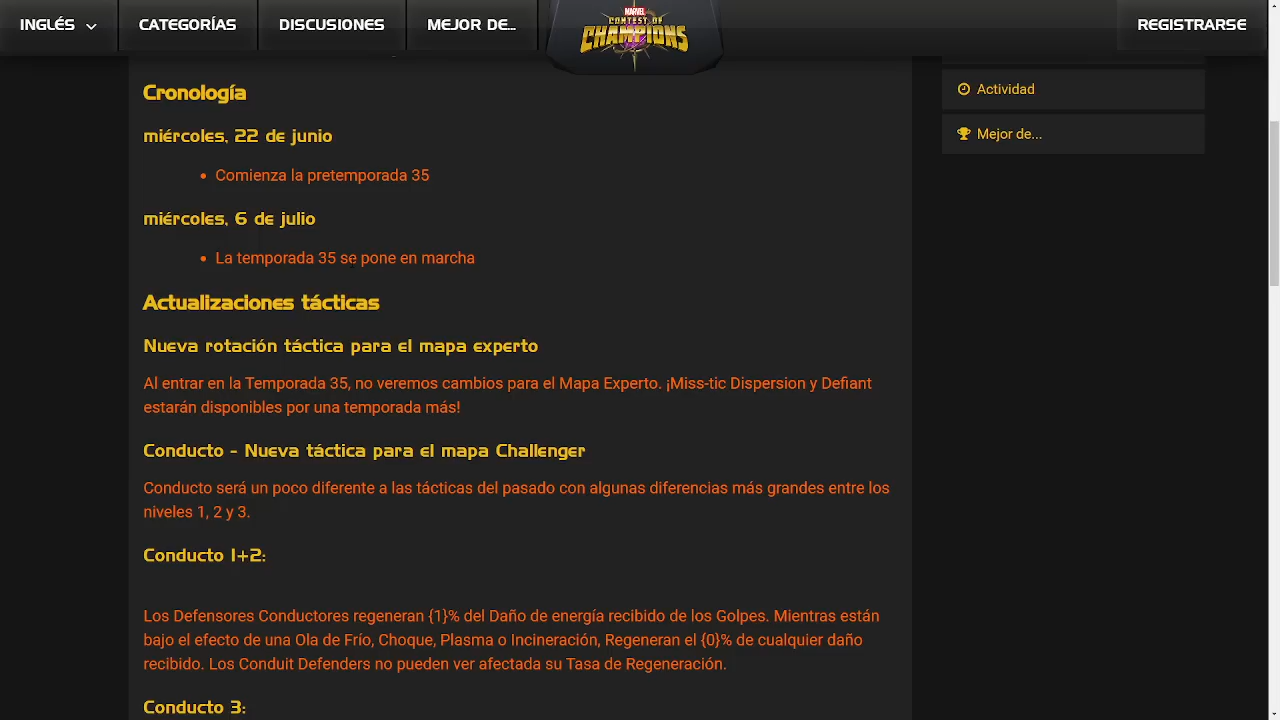 INGLÉS
CATEGORÍAS
DISCUSIONES
MEJOR DE...
MARVEL
CONTEST OF
CHAMPIONS
REGISTRARSE
Cronología
miércoles, 22 de junio
• Comienza la pretemporada 35
miércoles, 6 de julio
• La temporada 35 se pone en marcha
Actualizaciones tácticas
Nueva rotación táctica para el mapa experto
Al entrar en la Temporada 35, no veremos cambios para el Mapa Experto. ¡Miss-tic Dispersion y Defiant
estarán disponibles por una temporada más!
Conducto - Nueva táctica para el mapa Challenger
Conducto será un poco diferente a las tácticas del pasado con algunas diferencias más grandes entre los
niveles 1, 2 y 3.
Conducto 1+2:
Los Defensores Conductores regeneran {1}% del Daño de energía recibido de los Golpes. Mientras están
bajo el efecto de una Ola de Frío, Choque, Plasma o Incineración, Regeneran el {0}% de cualquier daño
recibido. Los Conduit Defenders no pueden ver afectada su Tasa de Regeneración.
Conducto 3:
Actividad
Mejor de...